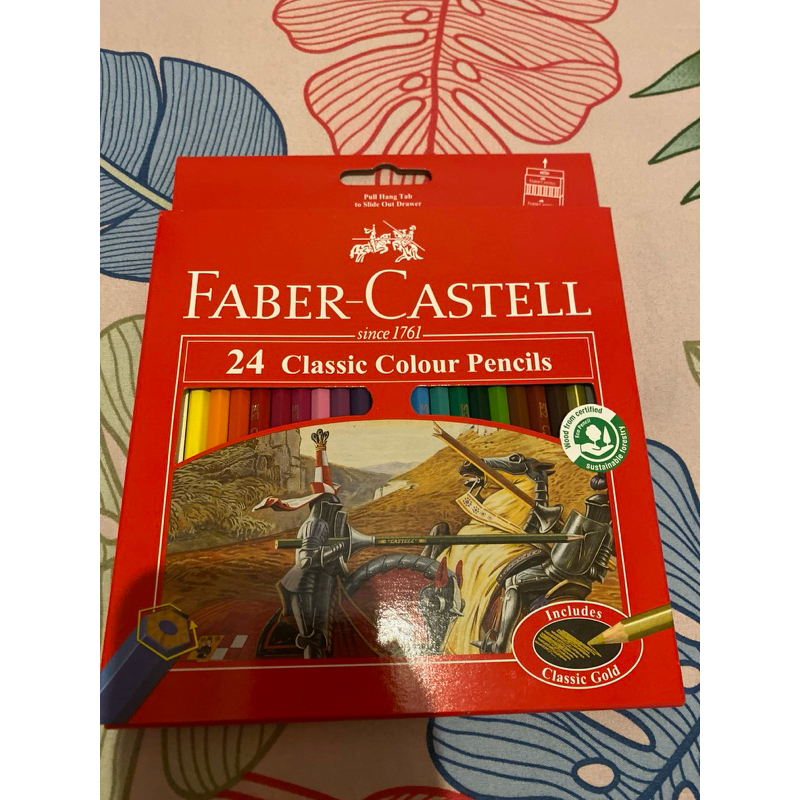 Pull Hang Tab
to Slide Out Drawer
FABER-CASTELL
since 1761
24 Classic Colour Pencils
Wood from certified
sustainable forestry
"CASTELL"
Includes
Classic Gold